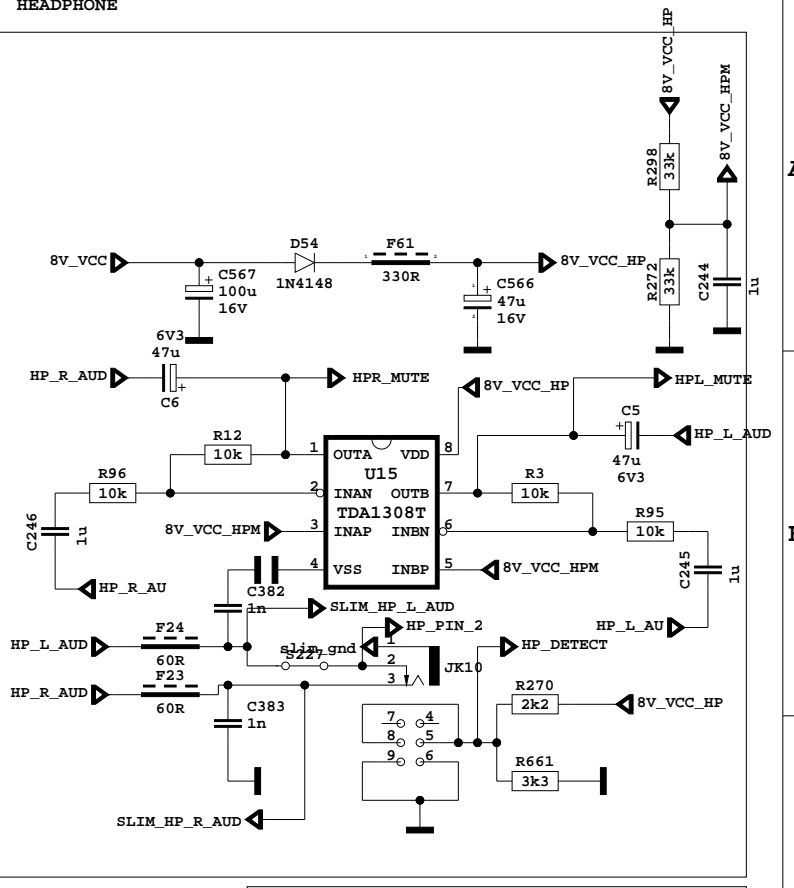 HEADPHONE
8V_VCC_HP
8V_VCC_HPM
R298
33k
R272
33k
C244
1u
8V_VCC
C567
100u
16V
D54
1N4148
F61
1
2
330R
8V_VCC_HP
1
C566
47u
16V
2
6V3
47u
HP_R_AUD
C6
HPR_MUTE
8V_VCC_HP
HPL_MUTE
C5
HP_L_AUD
47u
6V3
R12
10k
R96
10k
C246
1u
HP_R_AU
8V_VCC_HPM
1 OUTA VDD 8
U15
2 INAN OUTB 7
TDA1308T
3 INAP INBN 6
4 VSS INBP 5
R3
10k
R95
10k
C245
1u
8V_VCC_HPM
HP_L_AU
C382
1n
SLIM_HP_L_AUD
HP_PIN_2
HP_L_AUD
F24
60R
slim_gnd
S227
1
2
3
JK10
HP_DETECT
HP_R_AUD
F23
60R
C383
1n
R270
2k2
8V_VCC_HP
7 4
8 5
9 6
R661
3k3
SLIM_HP_R_AUD